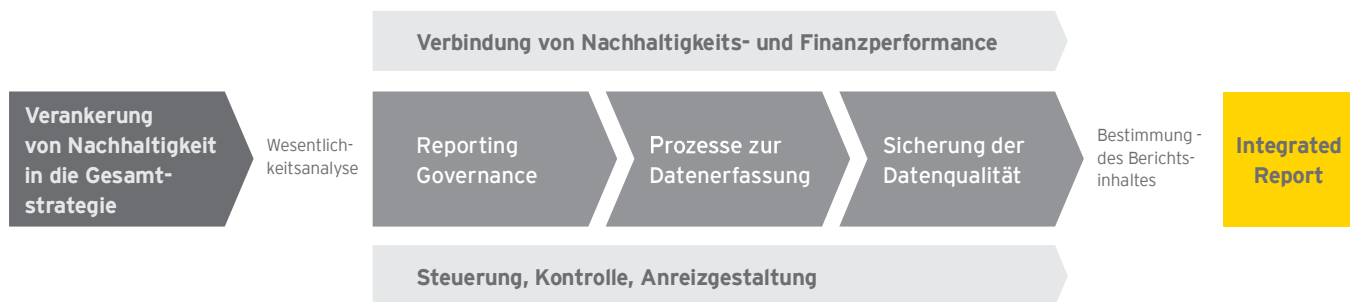 Verbindung von Nachhaltigkeits- und Finanzperformance
Verankerung
von Nachhaltigkeit
in die Gesamt-
strategie
Wesentlich-
keitsanalyse
Reporting
Governance
Prozesse zur
Datenerfassung
Sicherung der
Datenqualität
Bestimmung -
des Berichts-
inhaltes
Integrated
Report
Steuerung, Kontrolle, Anreizgestaltung